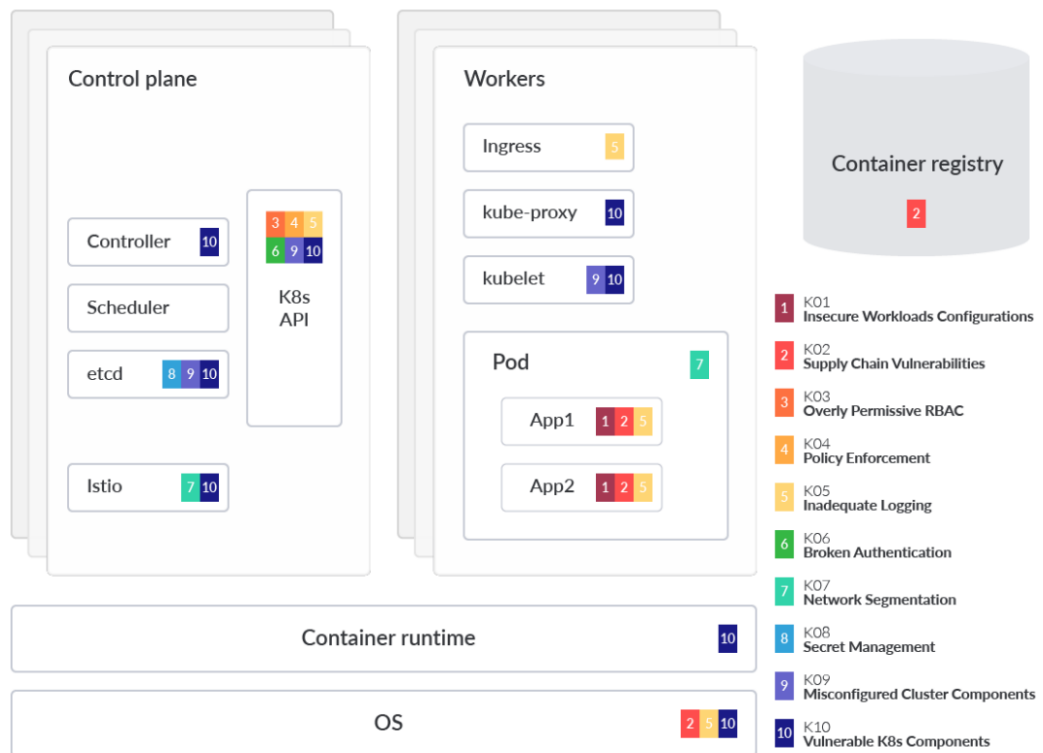 Control plane
Controller 10
Scheduler
etcd 8 9 10
Istio 7 10
3 4 5
6 9 10
K8s
API
Workers
Ingress 5
kube-proxy 10
kubelet 9 10
Pod 7
App1 1 2 5
App2 1 2 5
Container registry
2
Container runtime 10
OS 2 5 10
1 K01
Insecure Workloads Configurations
2 K02
Supply Chain Vulnerabilities
3 K03
Overly Permissive RBAC
4 K04
Policy Enforcement
5 K05
Inadequate Logging
6 K06
Broken Authentication
7 K07
Network Segmentation
8 K08
Secret Management
9 K09
Misconfigured Cluster Components
10 K10
Vulnerable K8s Components